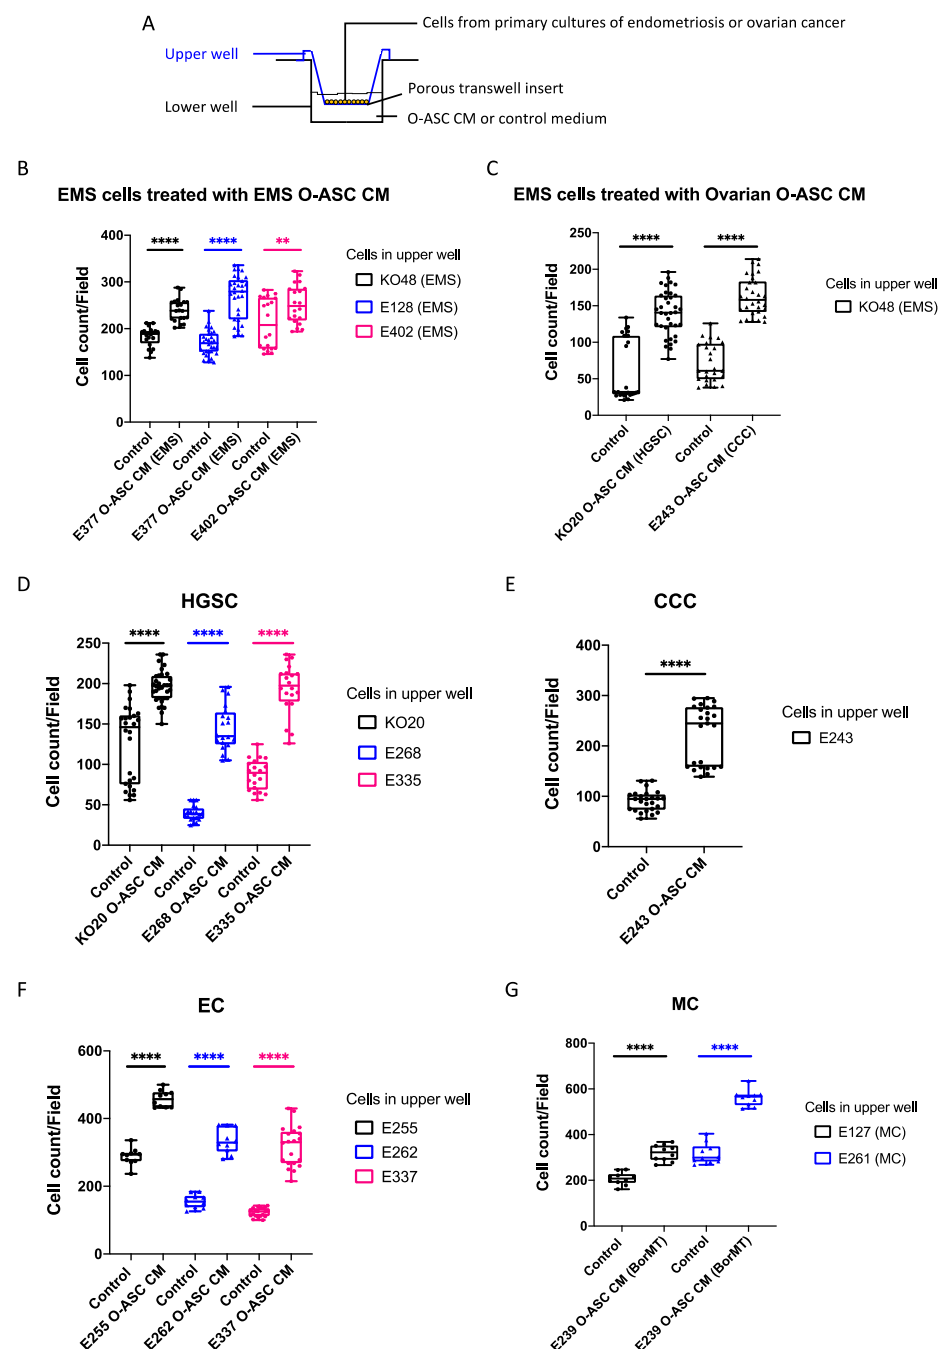 A
Cells from primary cultures of endometriosis or ovarian cancer
Upper well
Porous transwell insert
Lower well
O-ASC CM or control medium
B
EMS cells treated with EMS O-ASC CM
**** **** **
Cell count/Field
400
300
200
100
0
Control
E377 O-ASC CM (EMS)
Control
E377 O-ASC CM (EMS)
Control
E402 O-ASC CM (EMS)
Cells in upper well
KO48 (EMS)
E128 (EMS)
E402 (EMS)
C
EMS cells treated with Ovarian O-ASC CM
**** ****
Cell count/Field
250
200
150
100
50
0
Control
KO20 O-ASC CM (HGSC)
Control
E243 O-ASC CM (CCC)
Cells in upper well
KO48 (EMS)
D
HGSC
**** **** ****
Cell count/Field
250
200
150
100
50
0
Control
KO20 O-ASC CM
Control
E268 O-ASC CM
Control
E335 O-ASC CM
Cells in upper well
KO20
E268
E335
E
CCC
****
Cell count/Field
400
300
200
100
0
Control
E243 O-ASC CM
Cells in upper well
E243
F
EC
**** **** ****
Cell count/Field
600
400
200
0
Control
E255 O-ASC CM
Control
E262 O-ASC CM
Control
E337 O-ASC CM
Cells in upper well
E255
E262
E337
G
MC
**** ****
Cell count/Field
800
600
400
200
0
Control
E239 O-ASC CM (BorMT)
Control
E239 O-ASC CM (BorMT)
Cells in upper well
E127 (MC)
E261 (MC)